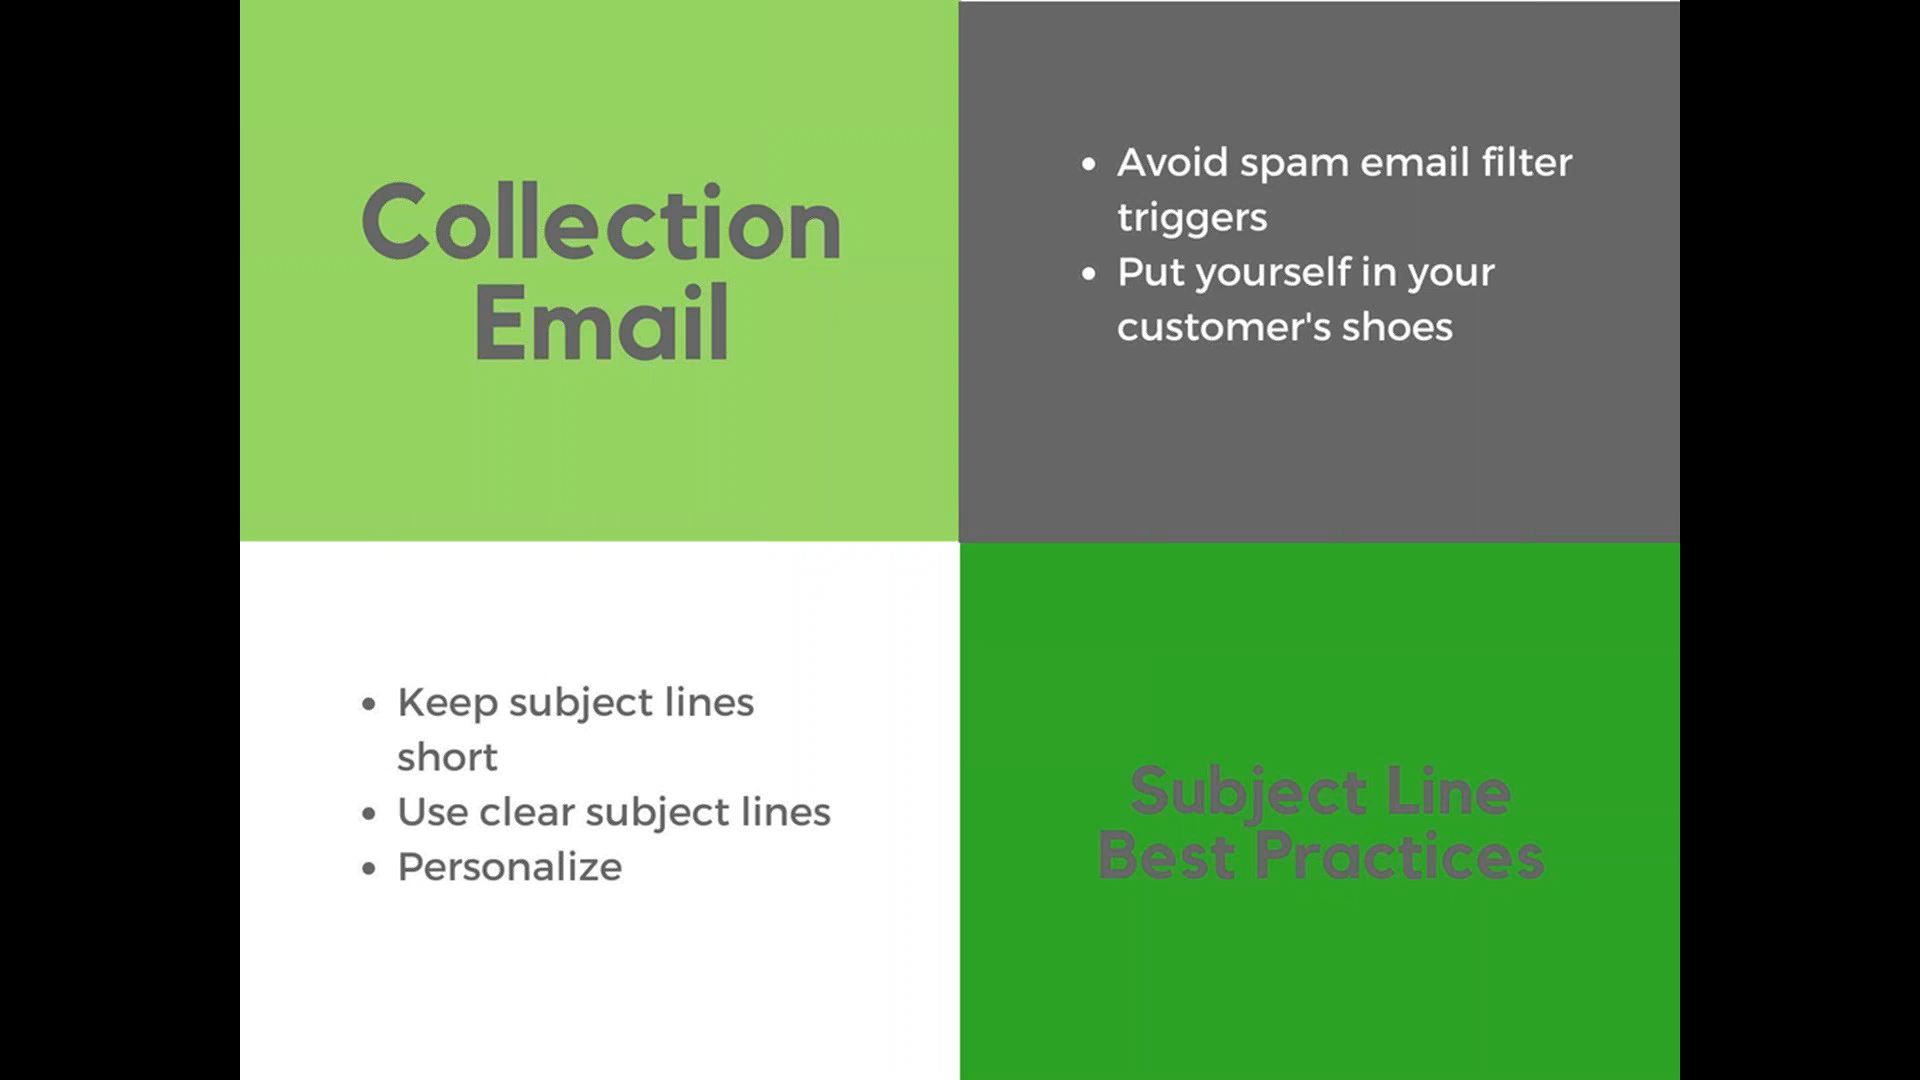 Collection
Email
• Avoid spam email filter
triggers
• Put yourself in your
customer's shoes
• Keep subject lines
short
• Use clear subject lines
• Personalize
Subject Line
Best Practices